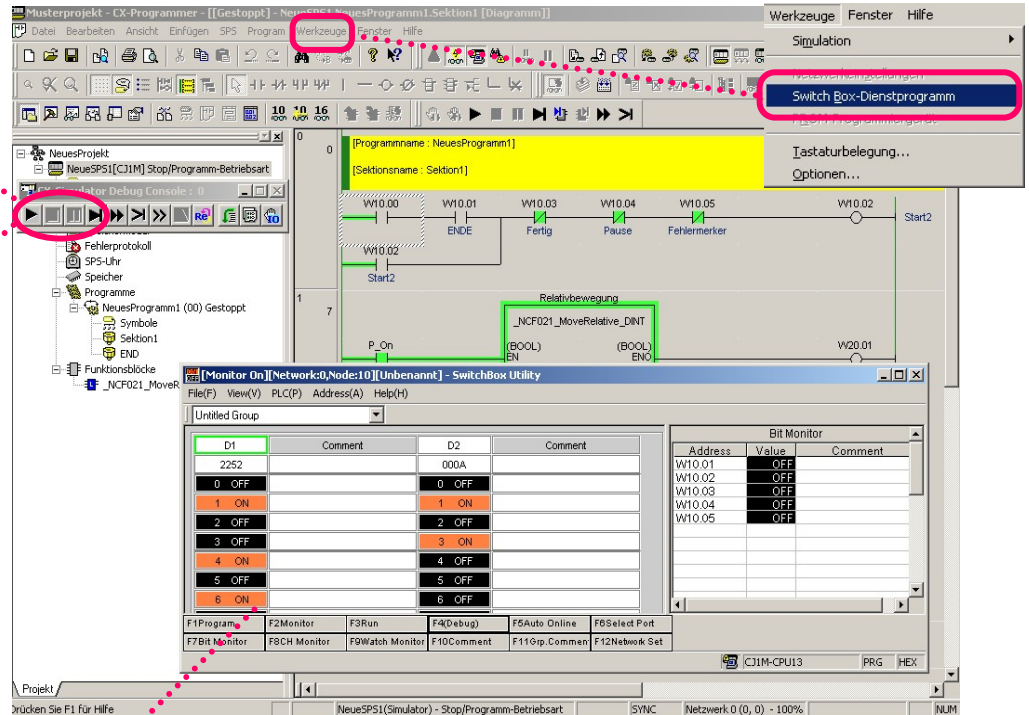 Musterprojekt - CX-Programmer - [[Gestoppt] - NeueSPS1.NeuesProgramm1.Sektion1 [Diagramm]]
Datei Bearbeiten Ansicht Einfügen SPS Program Werkzeuge Fenster Hilfe
Werkzeuge Fenster Hilfe
Simulation
Netzwerkeinstellungen
Switch Box-Dienstprogramm
PROM-Programmiergerät
Tastaturbelegung...
Optionen...
10 10 16
NeuesProjekt
NeueSPS1[CJ1M] Stop/Programm-Betriebsart
CX-Simulator Debug Console : 0
Re
Fehlerprotokoll
SPS-Uhr
Speicher
Programme
NeuesProgramm1 (00) Gestoppt
Symbole
Sektion1
END
Funktionsblöcke
_NCF021_MoveR
Projekt
0
0
[Programmname : NeuesProgramm1]
[Sektionsname : Sektion1]
W10.00 W10.01 W10.03 W10.04 W10.05 W10.02
Start2
ENDE Fertig Pause Fehlermerker
W10.02
Start2
1
7
Relativbewegung
_NCF021_MoveRelative_DINT
P_On (BOOL) (BOOL) W20.01
EN ENO
[Monitor On][Network:0,Node:10][Unbenannt] - SwitchBox Utility
File(F) View(V) PLC(P) Address(A) Help(H)
Untitled Group
D1 Comment D2 Comment
2252 000A
0 OFF 0 OFF
1 ON 1 ON
2 OFF 2 OFF
3 OFF 3 ON
4 ON 4 OFF
5 OFF 5 OFF
6 ON 6 OFF
Bit Monitor
Address Value Comment
W10.01 OFF
W10.02 OFF
W10.03 OFF
W10.04 OFF
W10.05 OFF
F1Program F2Monitor F3Run F4(Debug) F5Auto Online F6Select Port
F7Bit Monitor F8CH Monitor F9Watch Monitor F10Comment F11Grp.Commen F12Network Set
CJ1M-CPU13 PRG HEX
Drücken Sie F1 für Hilfe
NeueSPS1(Simulator) - Stop/Programm-Betriebsart SYNC Netzwerk 0 (0, 0) - 100% NUM